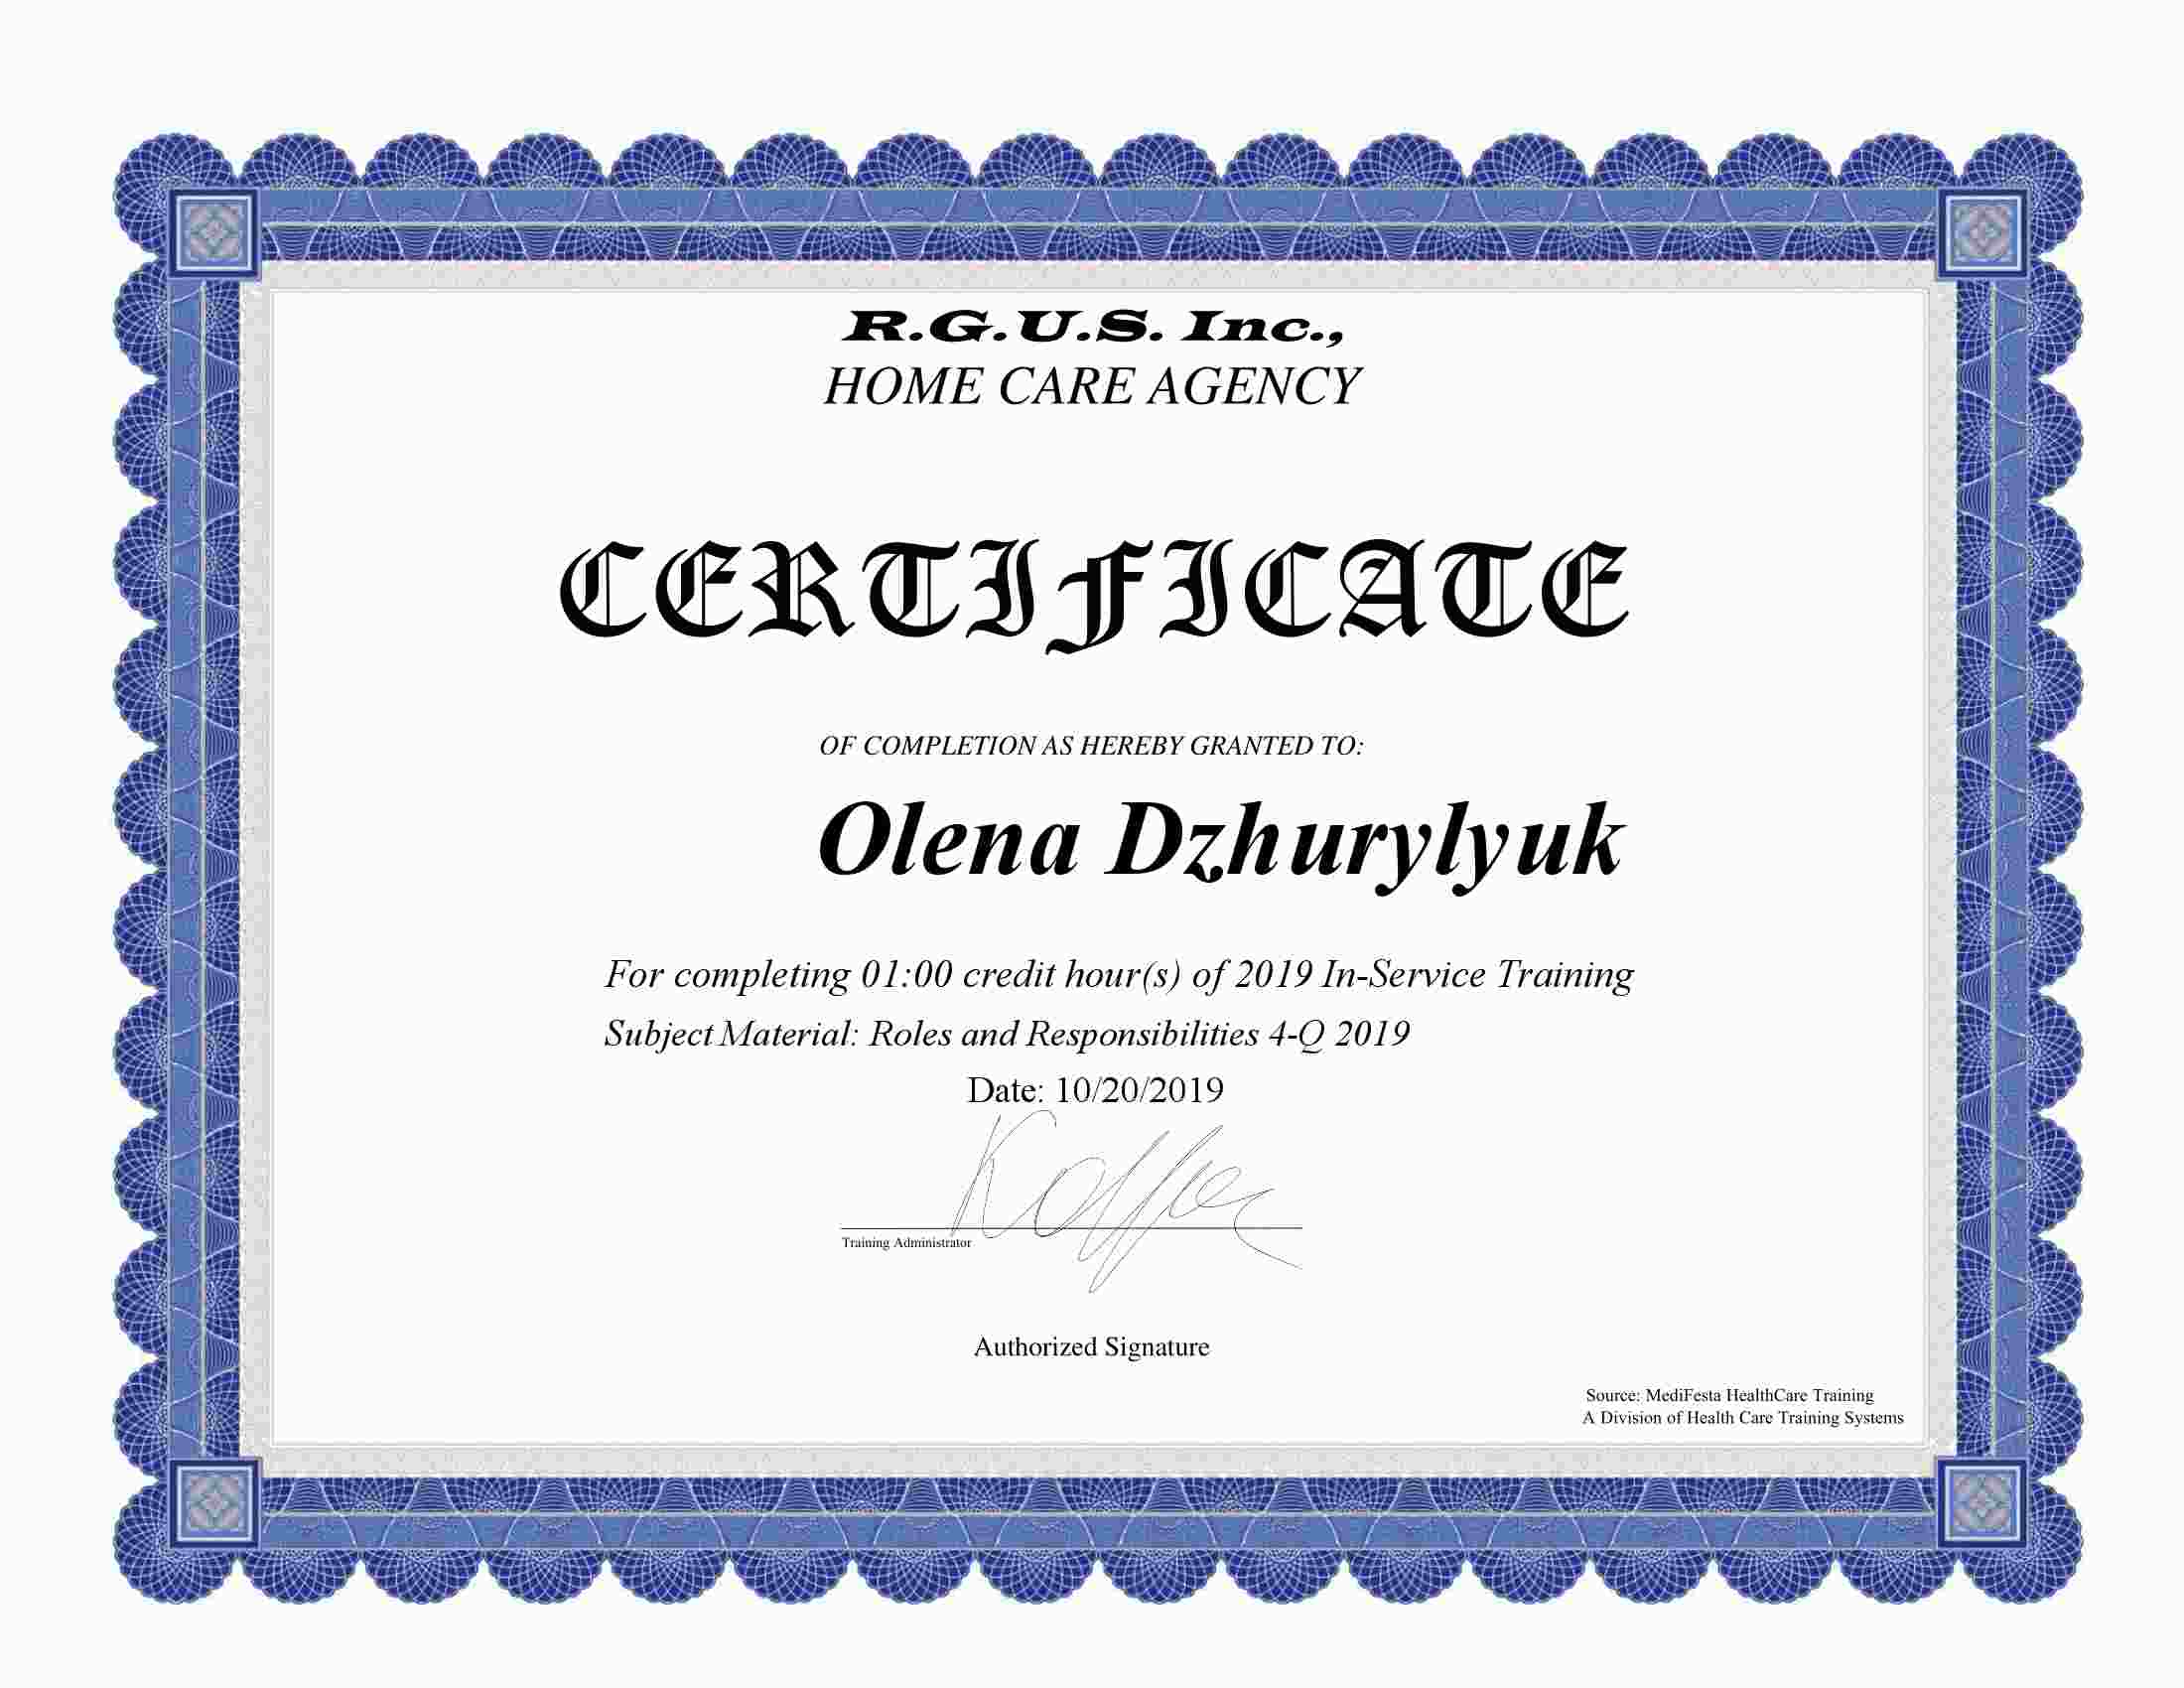 R.G.U.S. Inc.,
HOME CARE AGENCY
CERTIFICATE
OF COMPLETION AS HEREBY GRANTED TO:
Olena Dzhurylyuk
For completing 01:00 credit hour(s) of 2019 In-Service Training
Subject Material: Roles and Responsibilities 4-Q 2019
Date: 10/20/2019
Training Administrator
Authorized Signature
Source: MediFesta HealthCare Training
A Division of Health Care Training Systems